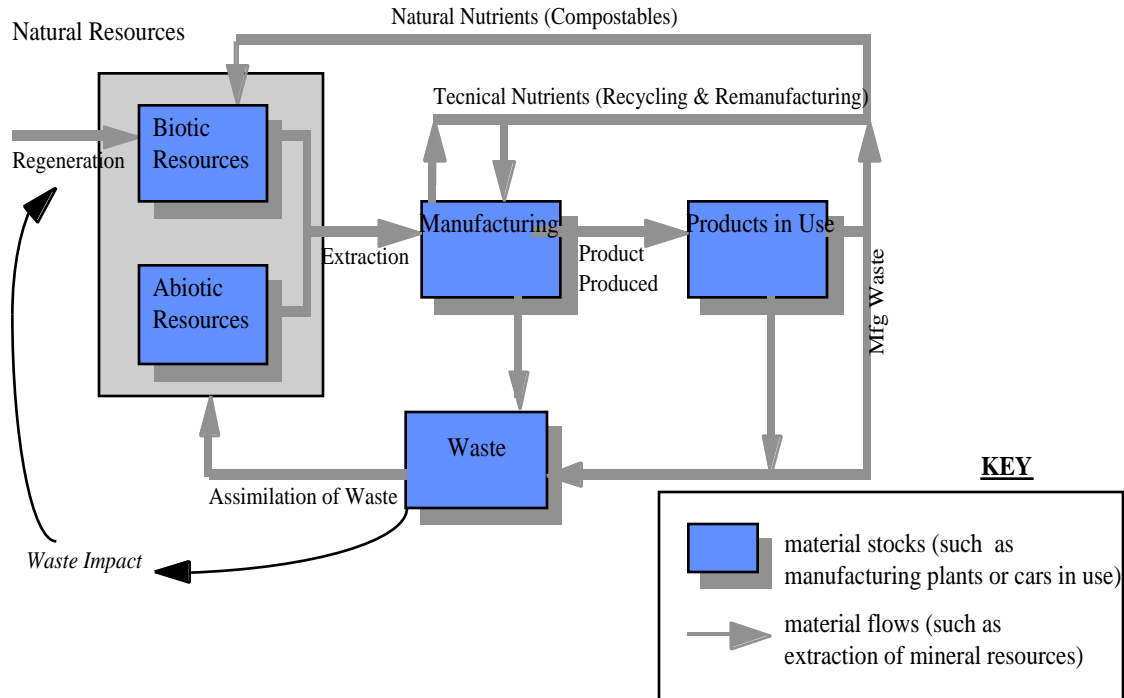 Natural Nutrients (Compostables)
Natural Resources
Tecnical Nutrients (Recycling & Remanufacturing)
Biotic
Resources
Regeneration
Manufacturing
Products in Use
Extraction
Product
Produced
Mfg Waste
Abiotic
Resources
Waste
Assimilation of Waste
Waste Impact
KEY
material stocks (such as
manufacturing plants or cars in use)
material flows (such as
extraction of mineral resources)